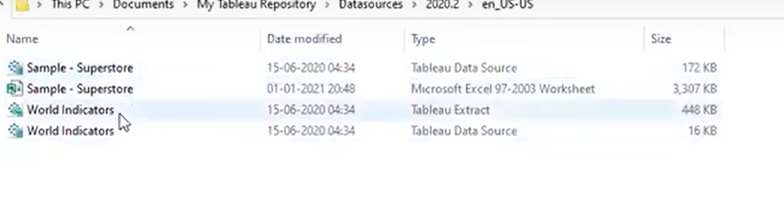 This PC > Documents > My Tableau Repository > Datasources > 2020.2 > en_US-US
Name Date modified Type Size
Sample - Superstore 15-06-2020 04:34 Tableau Data Source 172 KB
Sample - Superstore 01-01-2021 20:48 Microsoft Excel 97-2003 Worksheet 3,307 KB
World Indicators 15-06-2020 04:34 Tableau Extract 448 KB
World Indicators 15-06-2020 04:34 Tableau Data Source 16 KB